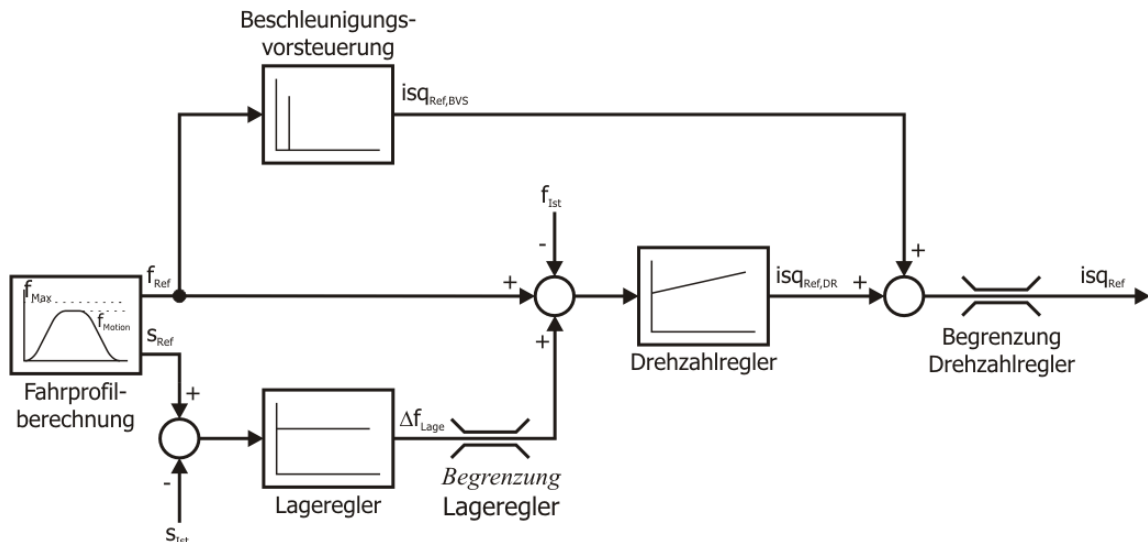 Beschleunigungs-
vorsteuerung
isqRef,BVS
fIst
-
+
fRef
fMax
fMotion
sRef
+
+
isqRef,DR
+
isqRef
Drehzahlregler
Begrenzung
Drehzahlregler
Fahrprofil-
berechnung
+
-
sIst
ΔfLage
Lageregler
Begrenzung
Lageregler